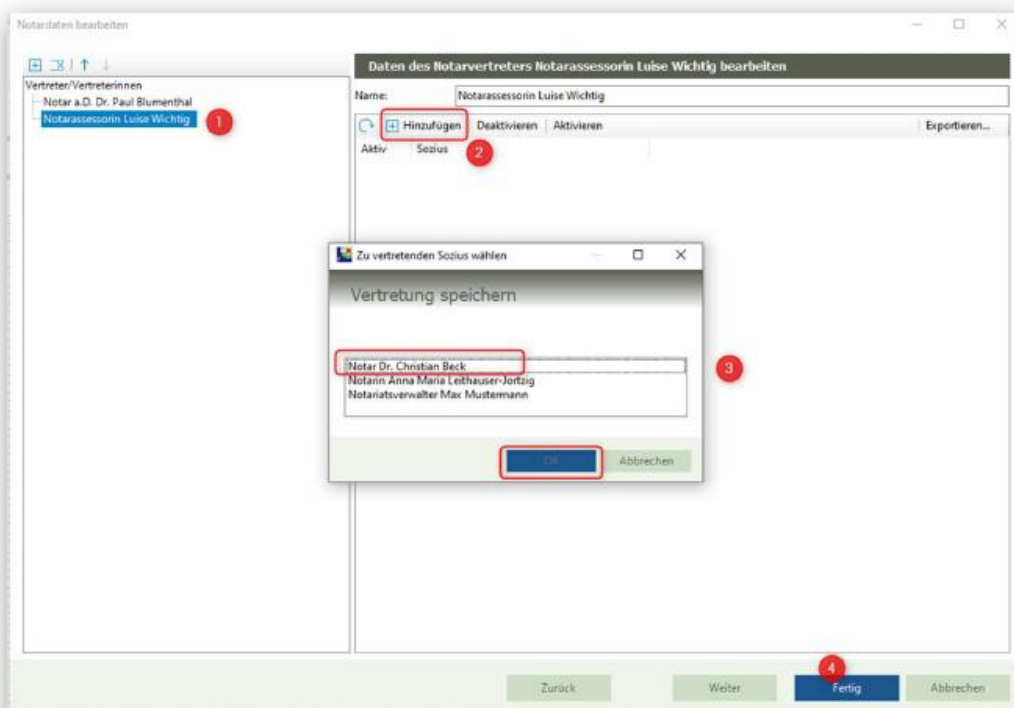 Notardaten bearbeiten
Daten des Notarvertreters Notarassessorin Luise Wichtig bearbeiten
Vertreter/Vertreterinnen
Notar a.D. Dr. Paul Blumenthal
Notarassessorin Luise Wichtig
1
Name: Notarassessorin Luise Wichtig
Hinzufügen Deaktivieren Aktivieren Exportieren...
2
Aktiv Sozius
Zu vertretenden Sozius wählen
Vertretung speichern
Notar Dr. Christian Beck
Notarin Anna Maria Leithauser-Jortzig
Notariatsverwalter Max Mustermann
3
OK Abbrechen
4
Zurück Weiter Fertig Abbrechen